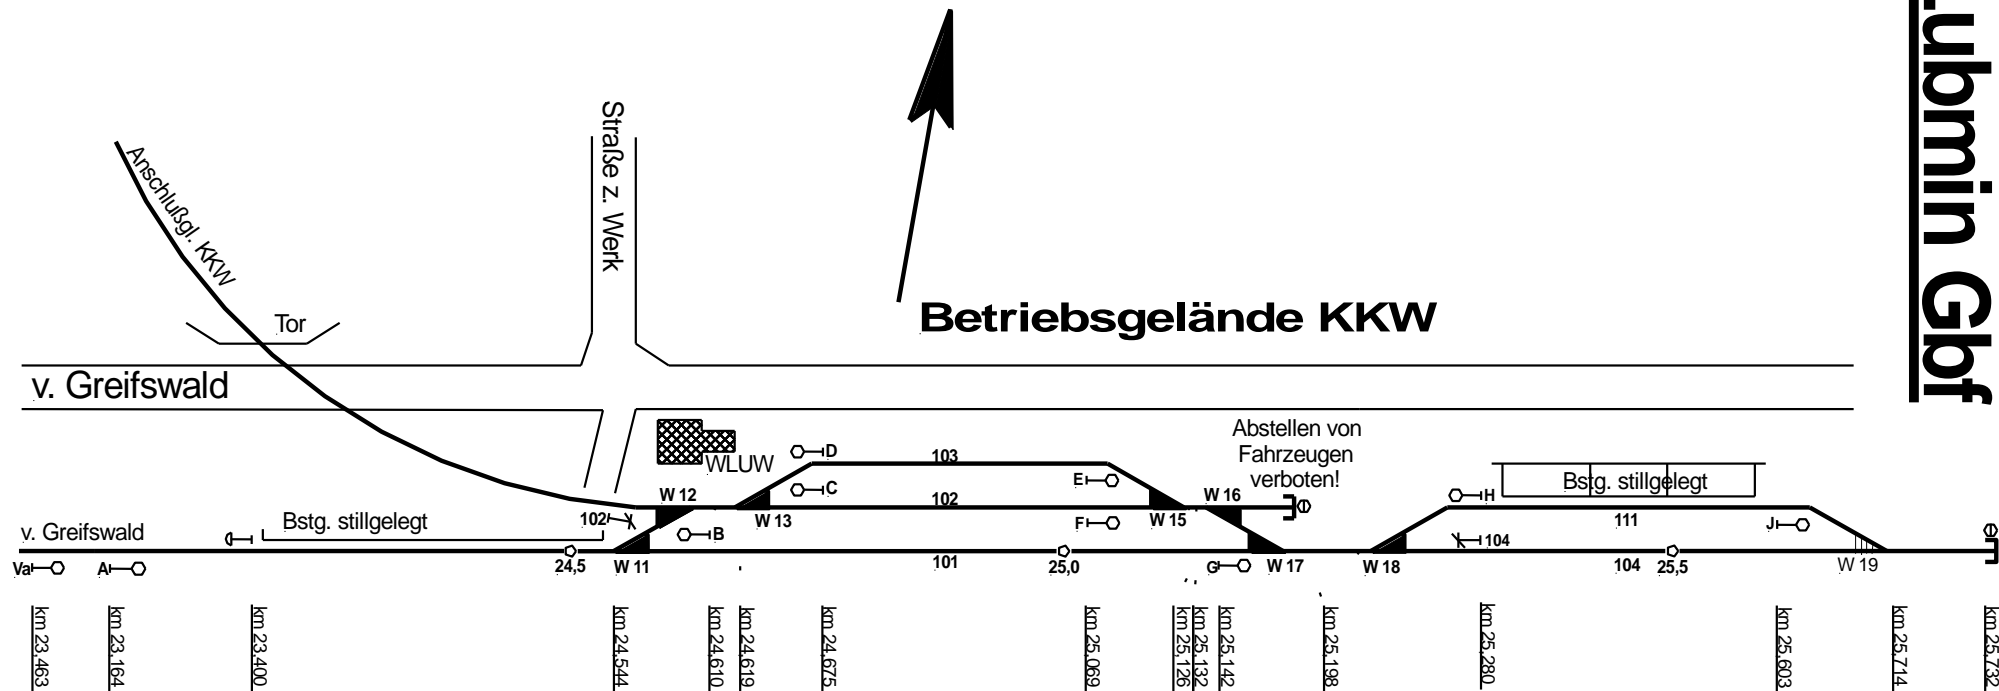 Lubmin Gbf
Anschlußgl. KKW
Straße z. Werk
Tor
Betriebsgelände KKW
v. Greifswald
WLUW
D
103
Abstellen von
Fahrzeugen
verboten!
E
C
Bstg. stillgelegt
H
W 12
102
W 16
Bstg. stillgelegt
102
W 13
F
W 15
111
J
v. Greifswald
B
104
Va
A
24,5
W 11
101
25,0
G
W 17
W 18
104
25,5
W 19
km 23,463
km 23,164
km 23,400
km 24,544
km 24,610
km 24,619
km 24,675
km 25,069
km 25,126
km 25,132
km 25,142
km 25,198
km 25,280
km 25,603
km 25,714
km 25,732